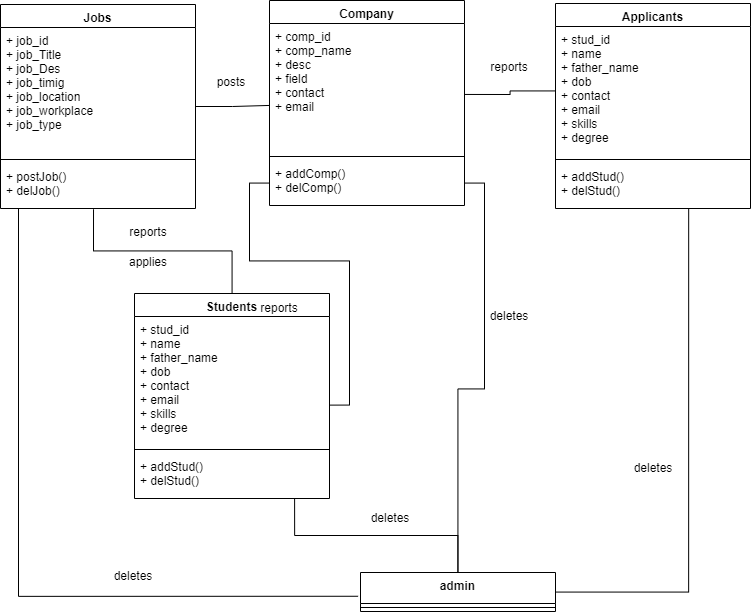 Jobs
+ job_id
+ job_Title
+ job_Des
+ job_timig
+ job_location
+ job_workplace
+ job_type
+ postJob()
+ delJob()
posts
Company
+ comp_id
+ comp_name
+ desc
+ field
+ contact
+ email
+ addComp()
+ delComp()
reports
Applicants
+ stud_id
+ name
+ father_name
+ dob
+ contact
+ email
+ skills
+ degree
+ addStud()
+ delStud()
reports
applies
Students reports
+ stud_id
+ name
+ father_name
+ dob
+ contact
+ email
+ skills
+ degree
+ addStud()
+ delStud()
deletes
deletes
deletes
deletes
admin